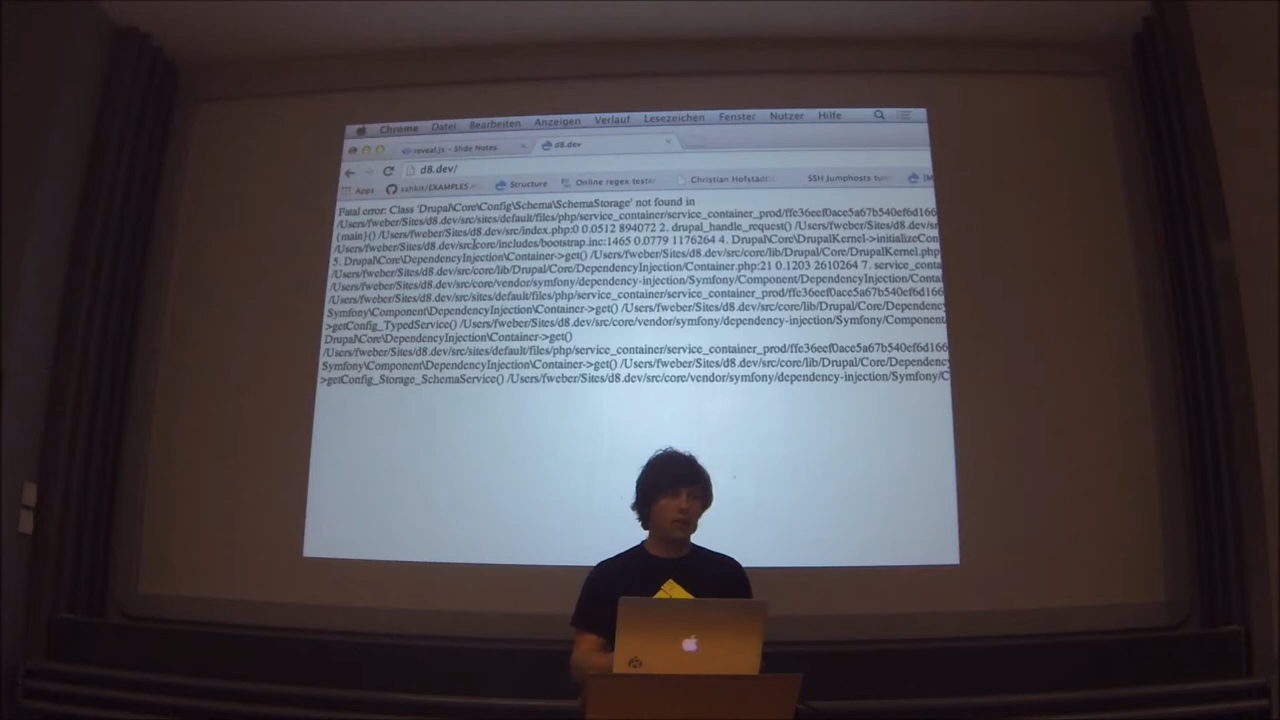 Chrome Datei Bearbeiten Anzeigen Verlauf Lesezeichen Fenster Nutzer Hilfe
reveal.js - Slide Notes d8.dev
d8.dev/
Apps sshkit/EXAMPLES Structure Online regex tester Christian Hofstädt SSH Jumphosts
Fatal error: Class 'Drupal\Core\Config\Schema\SchemaStorage' not found in
/Users/fweber/Sites/d8.dev/src/sites/default/files/php/service_container/service_container_prod/ffc36eef0ace5a67b540ef6d166
{main}() /Users/fweber/Sites/d8.dev/src/index.php:0 0.0512 894072 2. drupal_handle_request() /Users/fweber/Sites/d8.dev/sr
/Users/fweber/Sites/d8.dev/src/core/includes/bootstrap.inc:1465 0.0779 1176264 4. Drupal\Core\DrupalKernel->initializeCon
5. Drupal\Core\DependencyInjection\Container->get() /Users/fweber/Sites/d8.dev/src/core/lib/Drupal/Core/DrupalKernel.php
/Users/fweber/Sites/d8.dev/src/core/lib/Drupal/Core/DependencyInjection/Container.php:21 0.1203 2610264 7. service_conta
/Users/fweber/Sites/d8.dev/src/core/vendor/symfony/dependency-injection/Symfony/Component/DependencyInjection/Contai
/Users/fweber/Sites/d8.dev/src/sites/default/files/php/service_container/service_container_prod/ffc36eef0ace5a67b540ef6d166
Symfony\Component\DependencyInjection\Container->get() /Users/fweber/Sites/d8.dev/src/core/lib/Drupal/Core/Dependency
>getConfig_TypedService() /Users/fweber/Sites/d8.dev/src/core/vendor/symfony/dependency-injection/Symfony/Component
Drupal\Core\DependencyInjection\Container->get()
/Users/fweber/Sites/d8.dev/src/sites/default/files/php/service_container/service_container_prod/ffc36eef0ace5a67b540ef6d166
Symfony\Component\DependencyInjection\Container->get() /Users/fweber/Sites/d8.dev/src/core/lib/Drupal/Core/Dependency
>getConfig_Storage_SchemaService() /Users/fweber/Sites/d8.dev/src/core/vendor/symfony/dependency-injection/Symfony/C